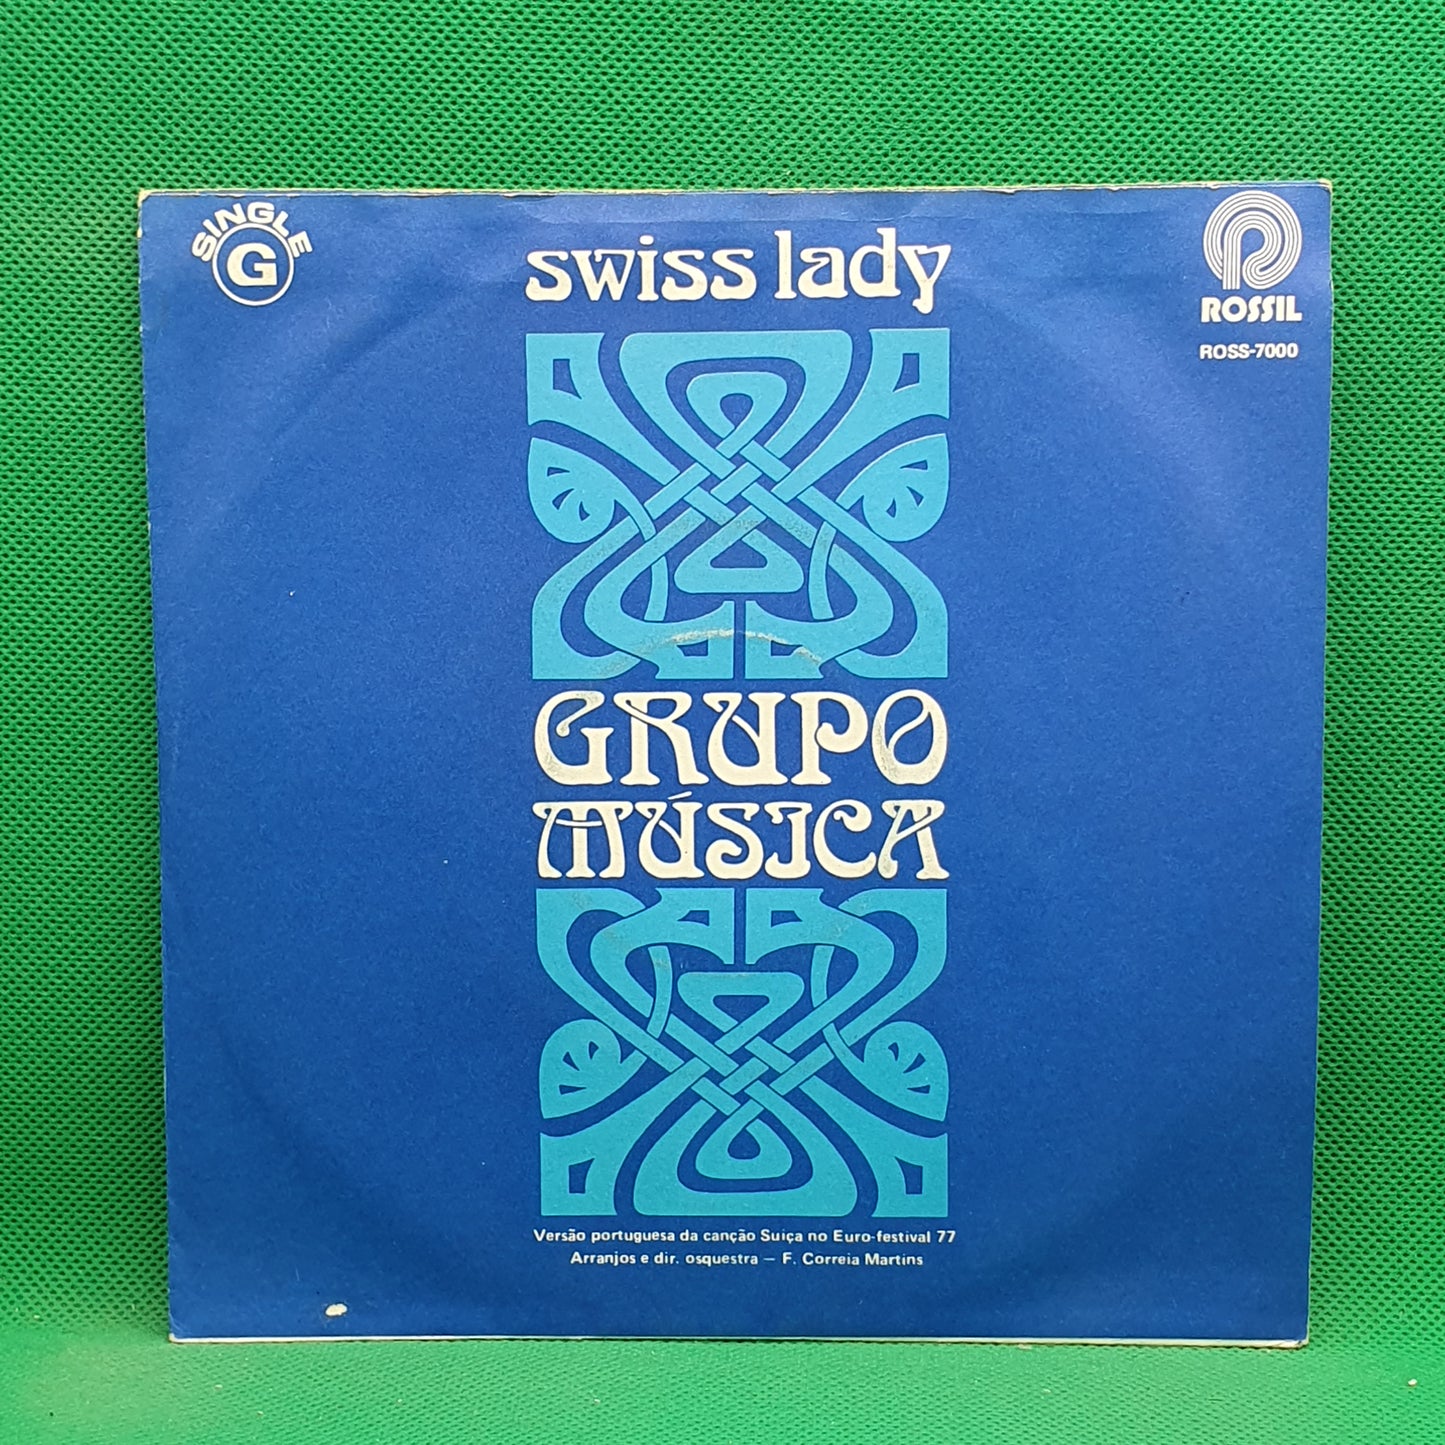 SINGLE
G
swiss lady
ROSSIL
ROSS-7000
GRUPO
MÚSICA
Versão portuguesa da canção Suiça no Euro-festival 77
Arranjos e dir. osquestra — F. Correia Martins